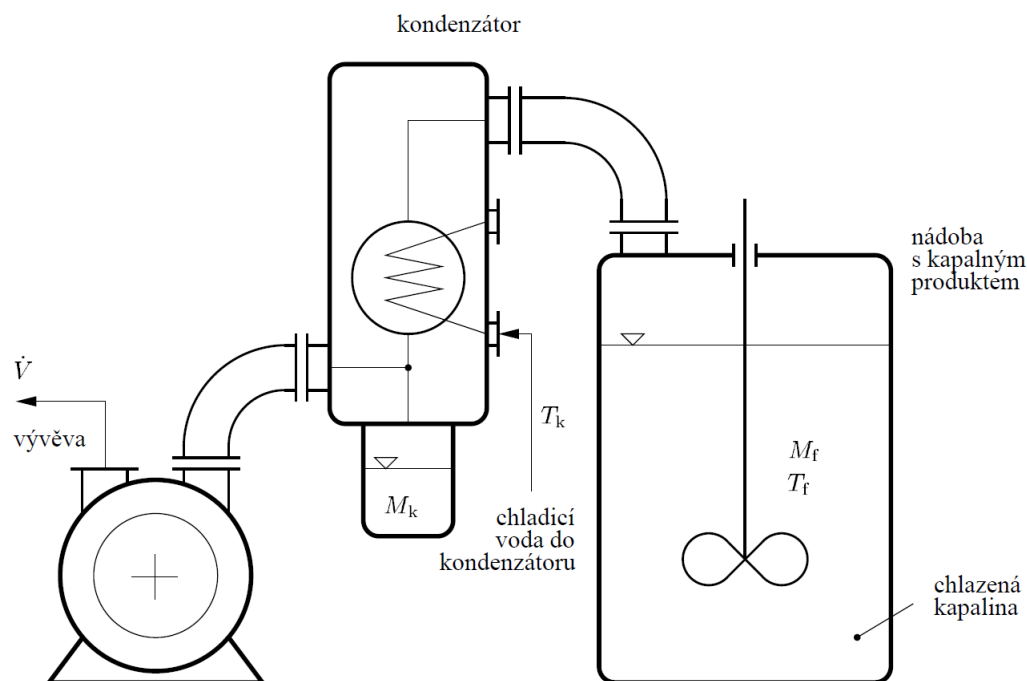 kondenzátor
nádoba
s kapalným
produktem
V̇
vývěva
T_k
M_k
chladicí
voda do
kondenzátoru
M_f
T_f
chlazená
kapalina